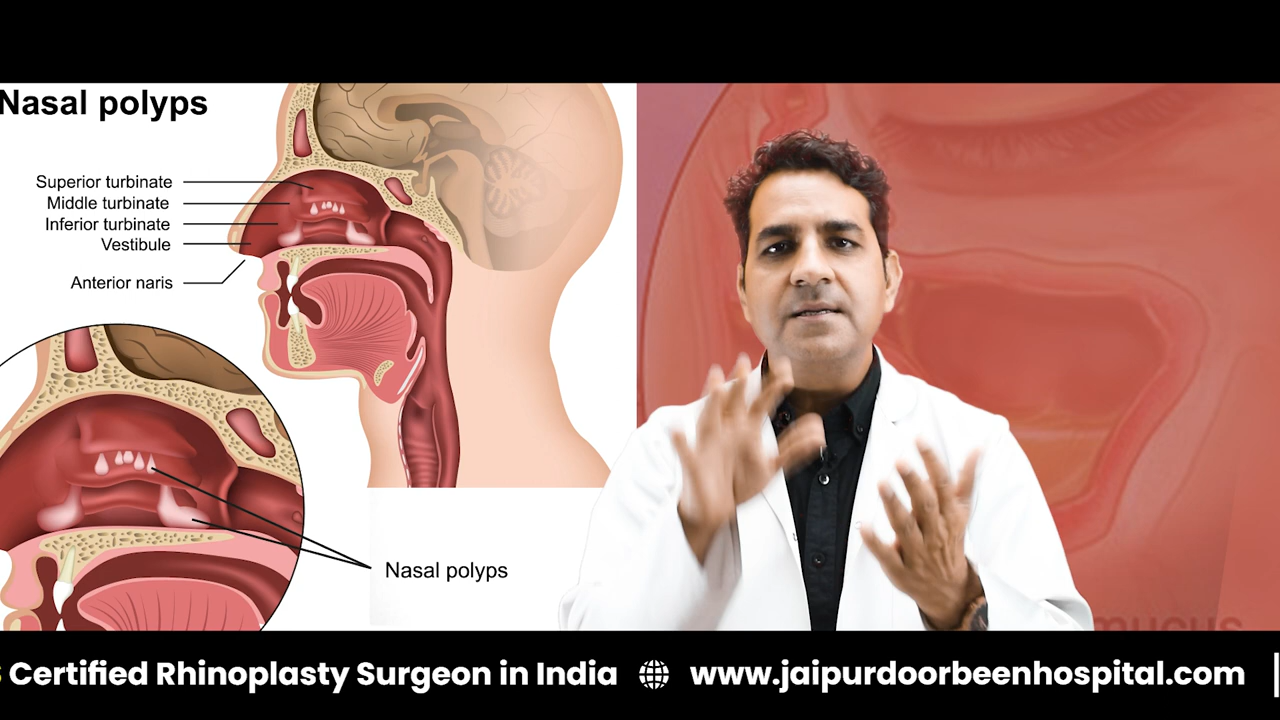 Nasal polyps
Superior turbinate
Middle turbinate
Inferior turbinate
Vestibule
Anterior naris
Nasal polyps
mucus
Certified Rhinoplasty Surgeon in India www.jaipurdoorbeenhospital.com